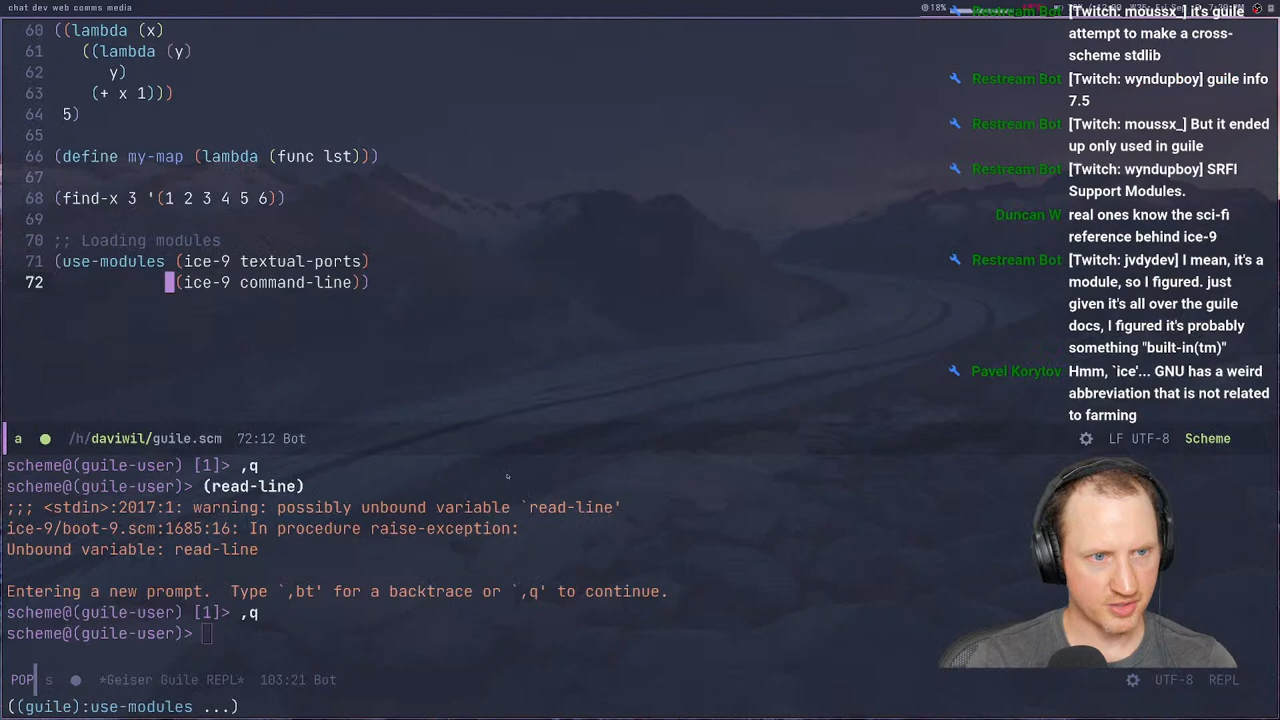 chat dev web comms media
18%
60 ((lambda (x)
61 ((lambda (y)
62 y)
63 (+ x 1)))
64 5)
65
66 (define my-map (lambda (func lst)))
67
68 (find-x 3 '(1 2 3 4 5 6))
69
70 ;; Loading modules
71 (use-modules (ice-9 textual-ports)
72 (ice-9 command-line))
a /h/daviwil/guile.scm 72:12 Bot LF UTF-8 Scheme
scheme@(guile-user) [1]> ,q
scheme@(guile-user)> (read-line)
;;; <stdin>:2017:1: warning: possibly unbound variable `read-line'
ice-9/boot-9.scm:1685:16: In procedure raise-exception:
Unbound variable: read-line
Entering a new prompt. Type `,bt' for a backtrace or `,q' to continue.
scheme@(guile-user) [1]> ,q
scheme@(guile-user)>
POP s *Geiser Guile REPL* 103:21 Bot UTF-8 REPL
((guile):use-modules ...)
Restream Bot [Twitch: moussx_] it's guile
attempt to make a cross-
scheme stdlib
Restream Bot [Twitch: wyndupboy] guile info
7.5
Restream Bot [Twitch: moussx_] But it ended
up only used in guile
Restream Bot [Twitch: wyndupboy] SRFI
Support Modules.
Duncan W real ones know the sci-fi
reference behind ice-9
Restream Bot [Twitch: jvdydev] I mean, it's a
module, so I figured. just
given it's all over the guile
docs, I figured it's probably
something "built-in(tm)"
Pavel Korytov Hmm, `ice'... GNU has a weird
abbreviation that is not related
to farming